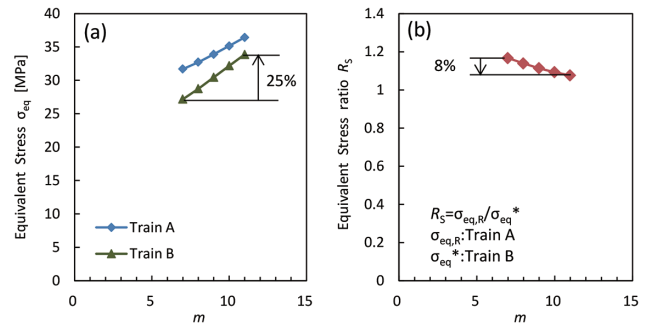 (a)
40
35
30
25
20
15
10
5
0
Equivalent Stress σeq [MPa]
25%
Train A
Train B
0 5 10 15
m
(b)
1.4
1.2
1
0.8
0.6
0.4
0.2
0
Equivalent Stress ratio RS
8%
RS=σeq,R/σeq*
σeq,R:Train A
σeq*:Train B
0 5 10 15
m